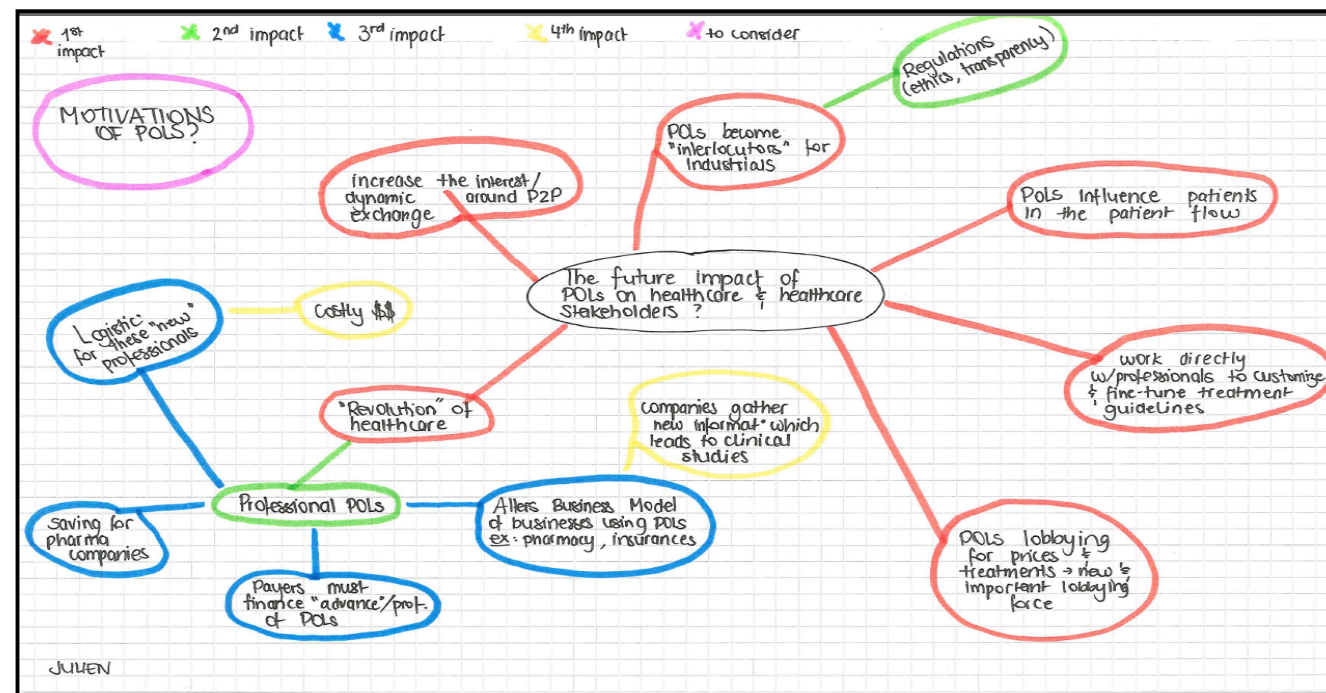 1st impact
2nd impact
3rd impact
4th impact
to consider
MOTIVATIONS
OF POLS?
Regulations
(ethics, transparency)
POLs become
"interlocutors" for
industrials
increase the interest/
dynamic around P2P
exchange
POLs influence patients
in the patient flow
The future impact of
POLs on healthcare & healthcare
stakeholders ?
Logistic
for these "new"
professionals
Costly $$
work directly
w/professionals to customize
& fine-tune treatment
guidelines
"Revolution" of
healthcare
companies gather
new informat° which
leads to clinical
studies
Professional POLs
Alters Business Model
of businesses using POLs
ex: pharmacy, insurances
saving for
pharma
companies
Payers must
finance "advance"/prof.
of POLs
POLs lobbying
for prices &
treatments → new &
important lobbying
force
JULIEN